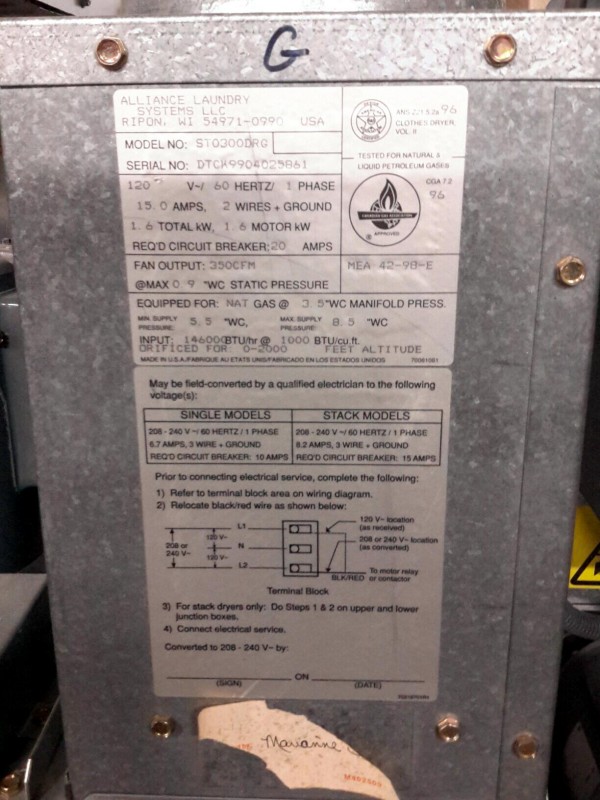 G
ALLIANCE LAUNDRY
SYSTEMS LLC
RIPON, WI 54971-0990 USA
MODEL NO: ST0300DRG
SERIAL NO: DTCK9904025861
120 V~/ 60 HERTZ/ 1 PHASE
15.0 AMPS, 2 WIRES + GROUND
1.6 TOTAL kW, 1.6 MOTOR kW
REQ'D CIRCUIT BREAKER: 20 AMPS
FAN OUTPUT: 350CFM
@MAX 0.9 "WC STATIC PRESSURE
96
CLOTHES DRYER,
VOL. II
TESTED FOR NATURAL &
LIQUID PETROLEUM GASES
CGA 7.2
96
CANADIAN GAS ASSOCIATION
APPROVED
®
MEA 42-98-E
EQUIPPED FOR: NAT GAS @ 3.5"WC MANIFOLD PRESS.
MIN. SUPPLY PRESSURE: 5.5 "WC, MAX. SUPPLY PRESSURE: 8.5 "WC
INPUT: 146000BTU/hr @ 1000 BTU/cu.ft.
ORIFICED FOR: 0-2000 FEET ALTITUDE
MADE IN U.S.A./FABRIQUE AU ETATS UNIS/FABRICADO EN LOS ESTADOS UNIDOS 70081001
May be field-converted by a qualified electrician to the following
voltage(s):
SINGLE MODELS STACK MODELS
208 - 240 V ~/ 60 HERTZ / 1 PHASE 208 - 240 V ~/ 60 HERTZ / 1 PHASE
6.7 AMPS, 3 WIRE + GROUND 8.2 AMPS, 3 WIRE + GROUND
REQ'D CIRCUIT BREAKER: 10 AMPS REQ'D CIRCUIT BREAKER: 15 AMPS
Prior to connecting electrical service, complete the following:
1) Refer to terminal block area on wiring diagram.
2) Relocate black/red wire as shown below:
L1 120 V~ location
(as received)
120 V~
208 or
240 V~
N 208 or 240 V~ location
(as converted)
120 V~
L2 To motor relay
BLK/RED or contactor
Terminal Block
3) For stack dryers only: Do Steps 1 & 2 on upper and lower
junction boxes.
4) Connect electrical service.
Converted to 208 - 240 V~ by:
ON
(SIGN) (DATE)
Marianne